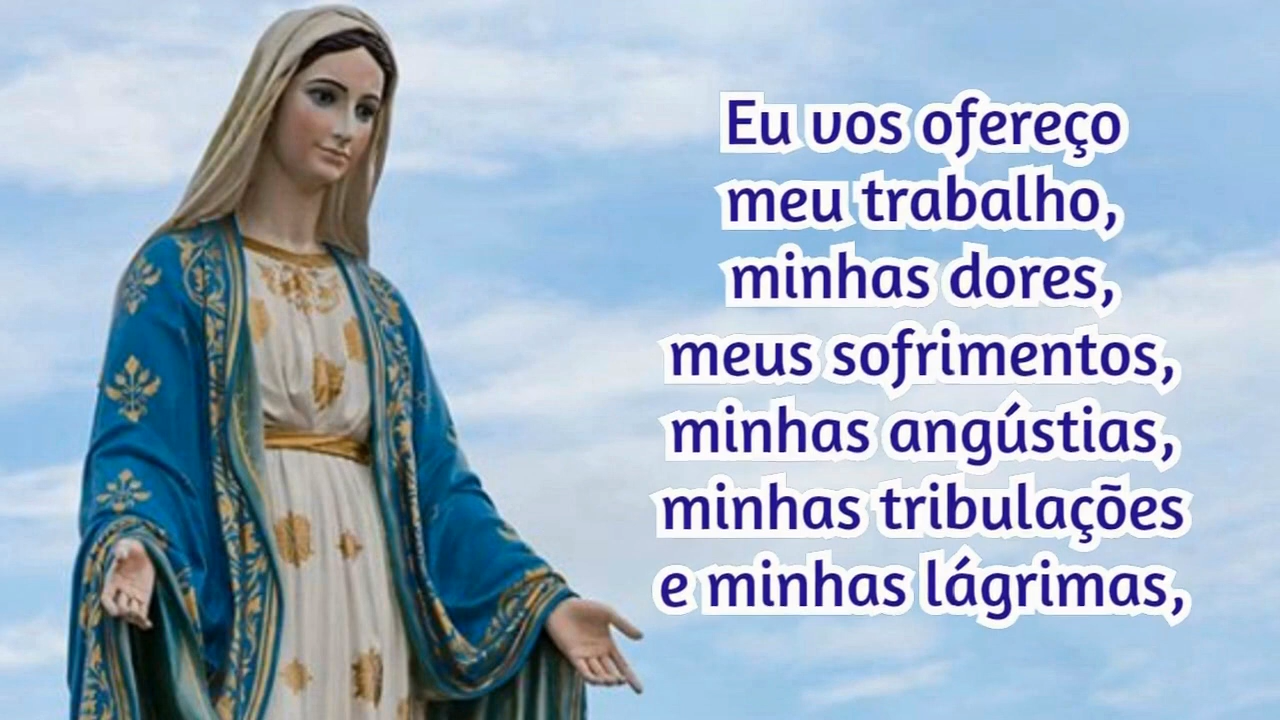 Eu vos ofereço
meu trabalho,
minhas dores,
meus sofrimentos,
minhas angústias,
minhas tribulações
e minhas lágrimas,